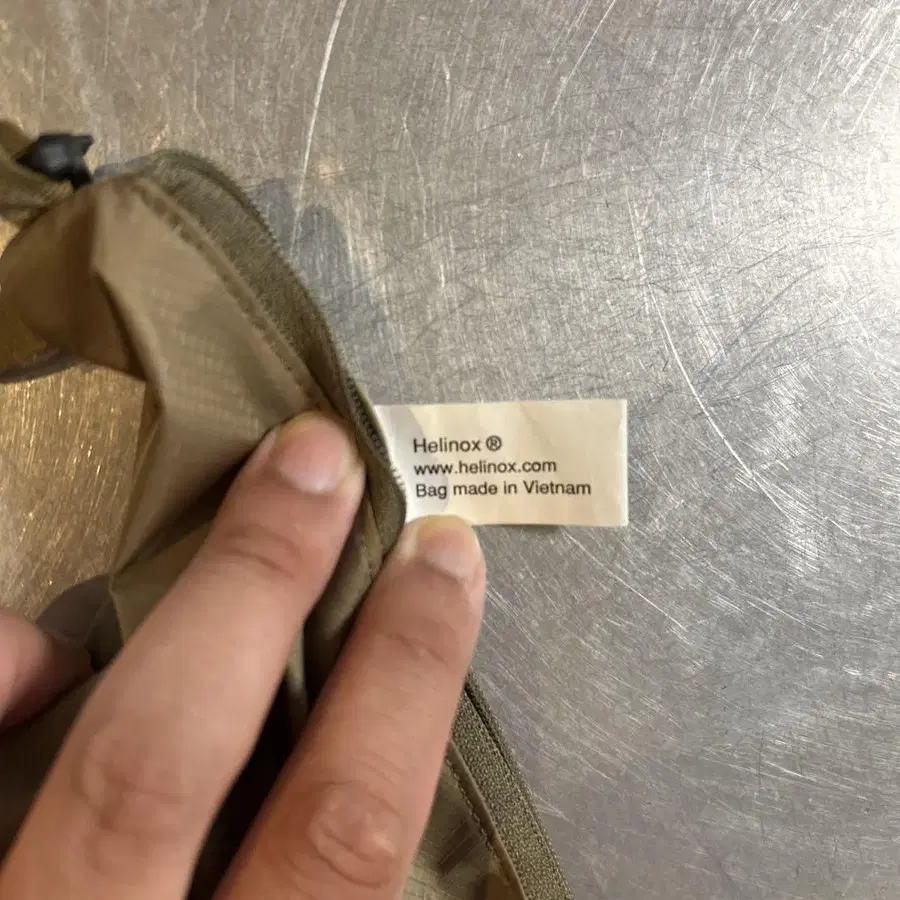 Helinox ®
www.helinox.com
Bag made in Vietnam